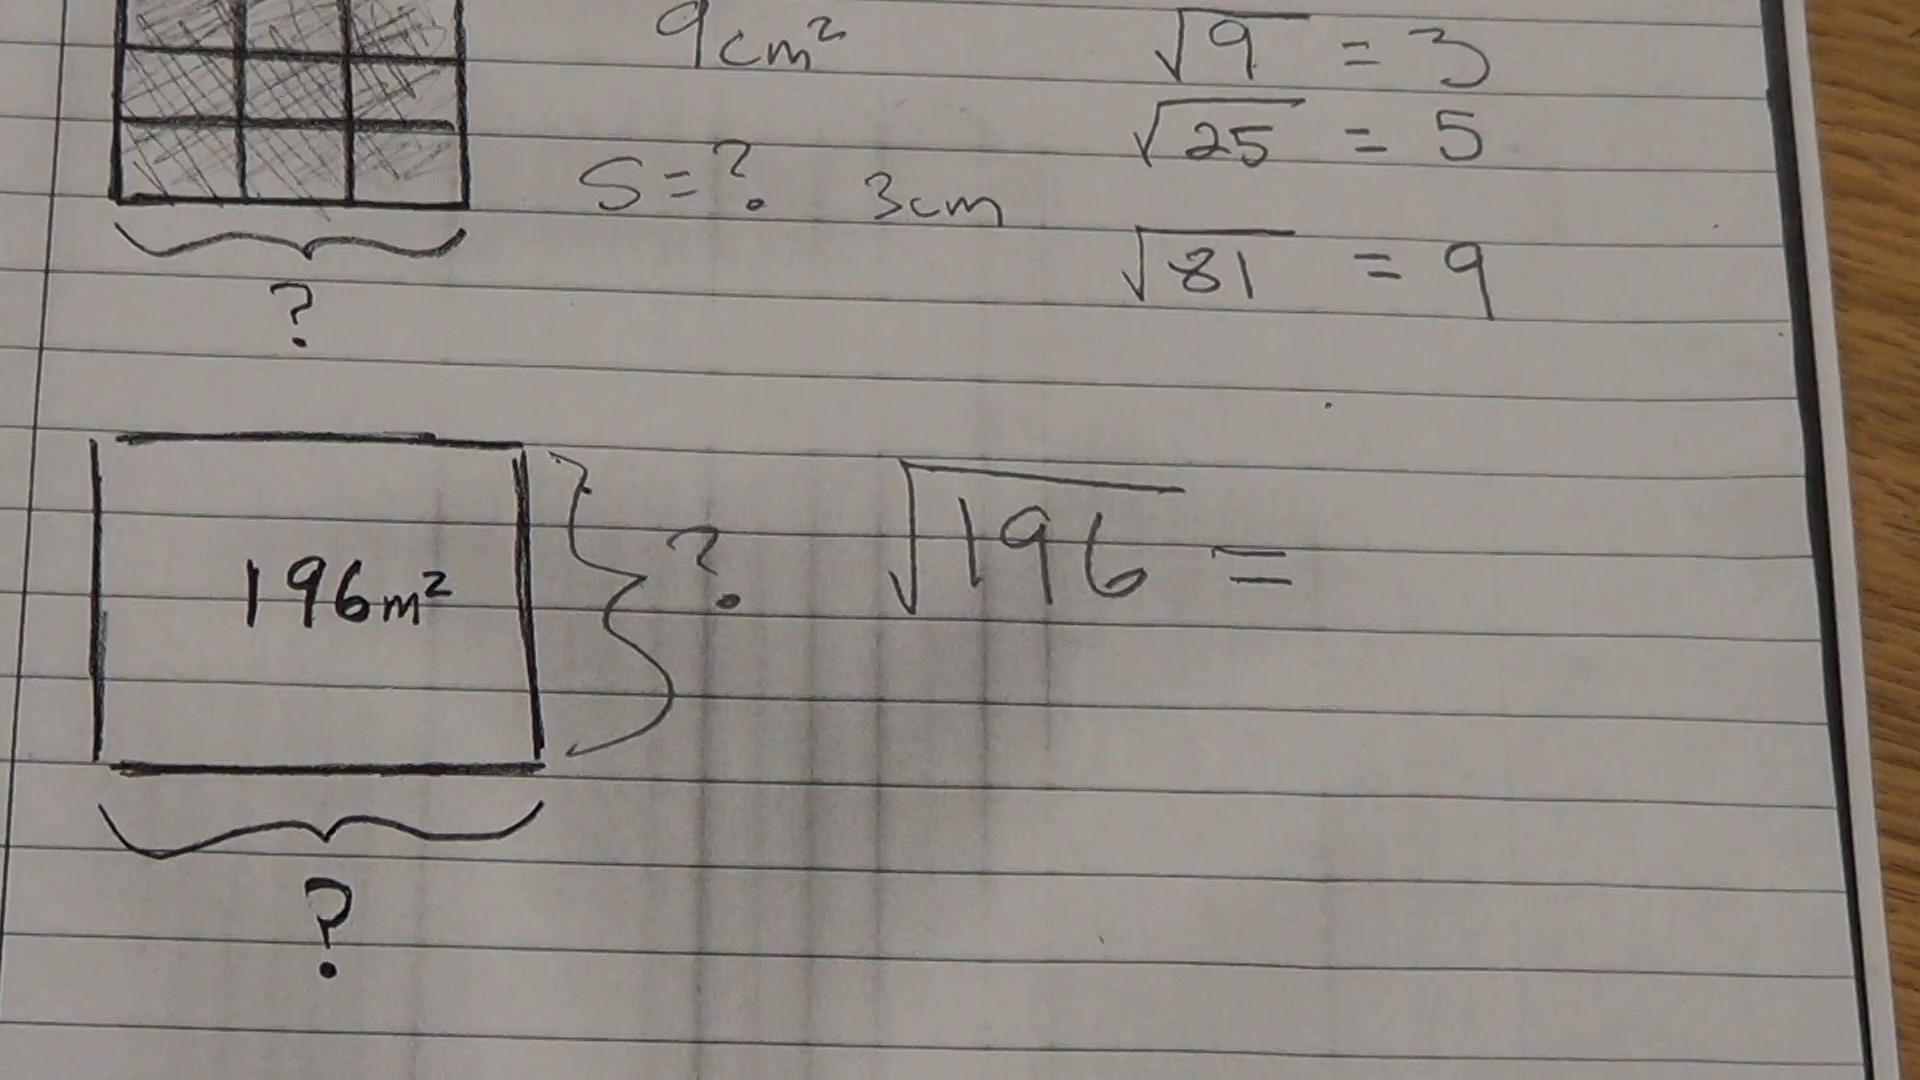 9cm²
√9 = 3
√25 = 5
S = ? 3cm
√81 = 9
?
196m²
? √196 =
?